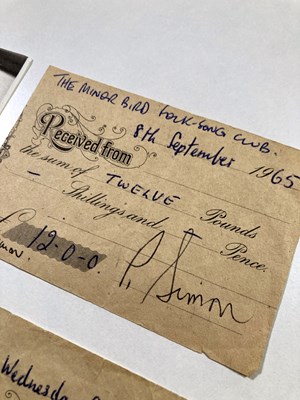 THE MINOR BIRD FOLK-SONG CLUB.
8th September 1965
Received from
the sum of TWELVE Pounds
— Shillings and — Pence.
£ 12-0-0. P. Simon
Wednesday